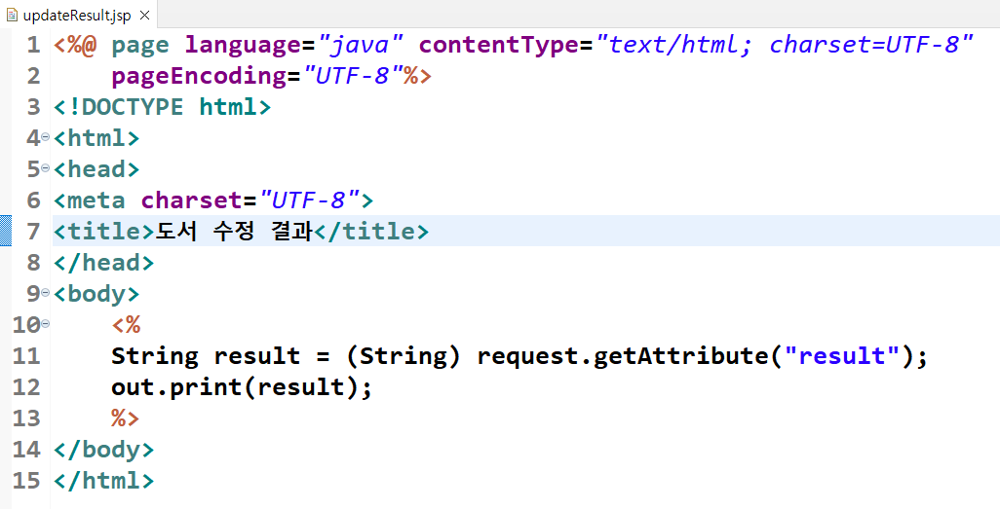 updateResult.jsp
1 <%@ page language="java" contentType="text/html; charset=UTF-8"
2     pageEncoding="UTF-8"%>
3 <!DOCTYPE html>
4 <html>
5 <head>
6 <meta charset="UTF-8">
7 <title>도서 수정 결과</title>
8 </head>
9 <body>
10     <%
11     String result = (String) request.getAttribute("result");
12     out.print(result);
13     %>
14 </body>
15 </html>